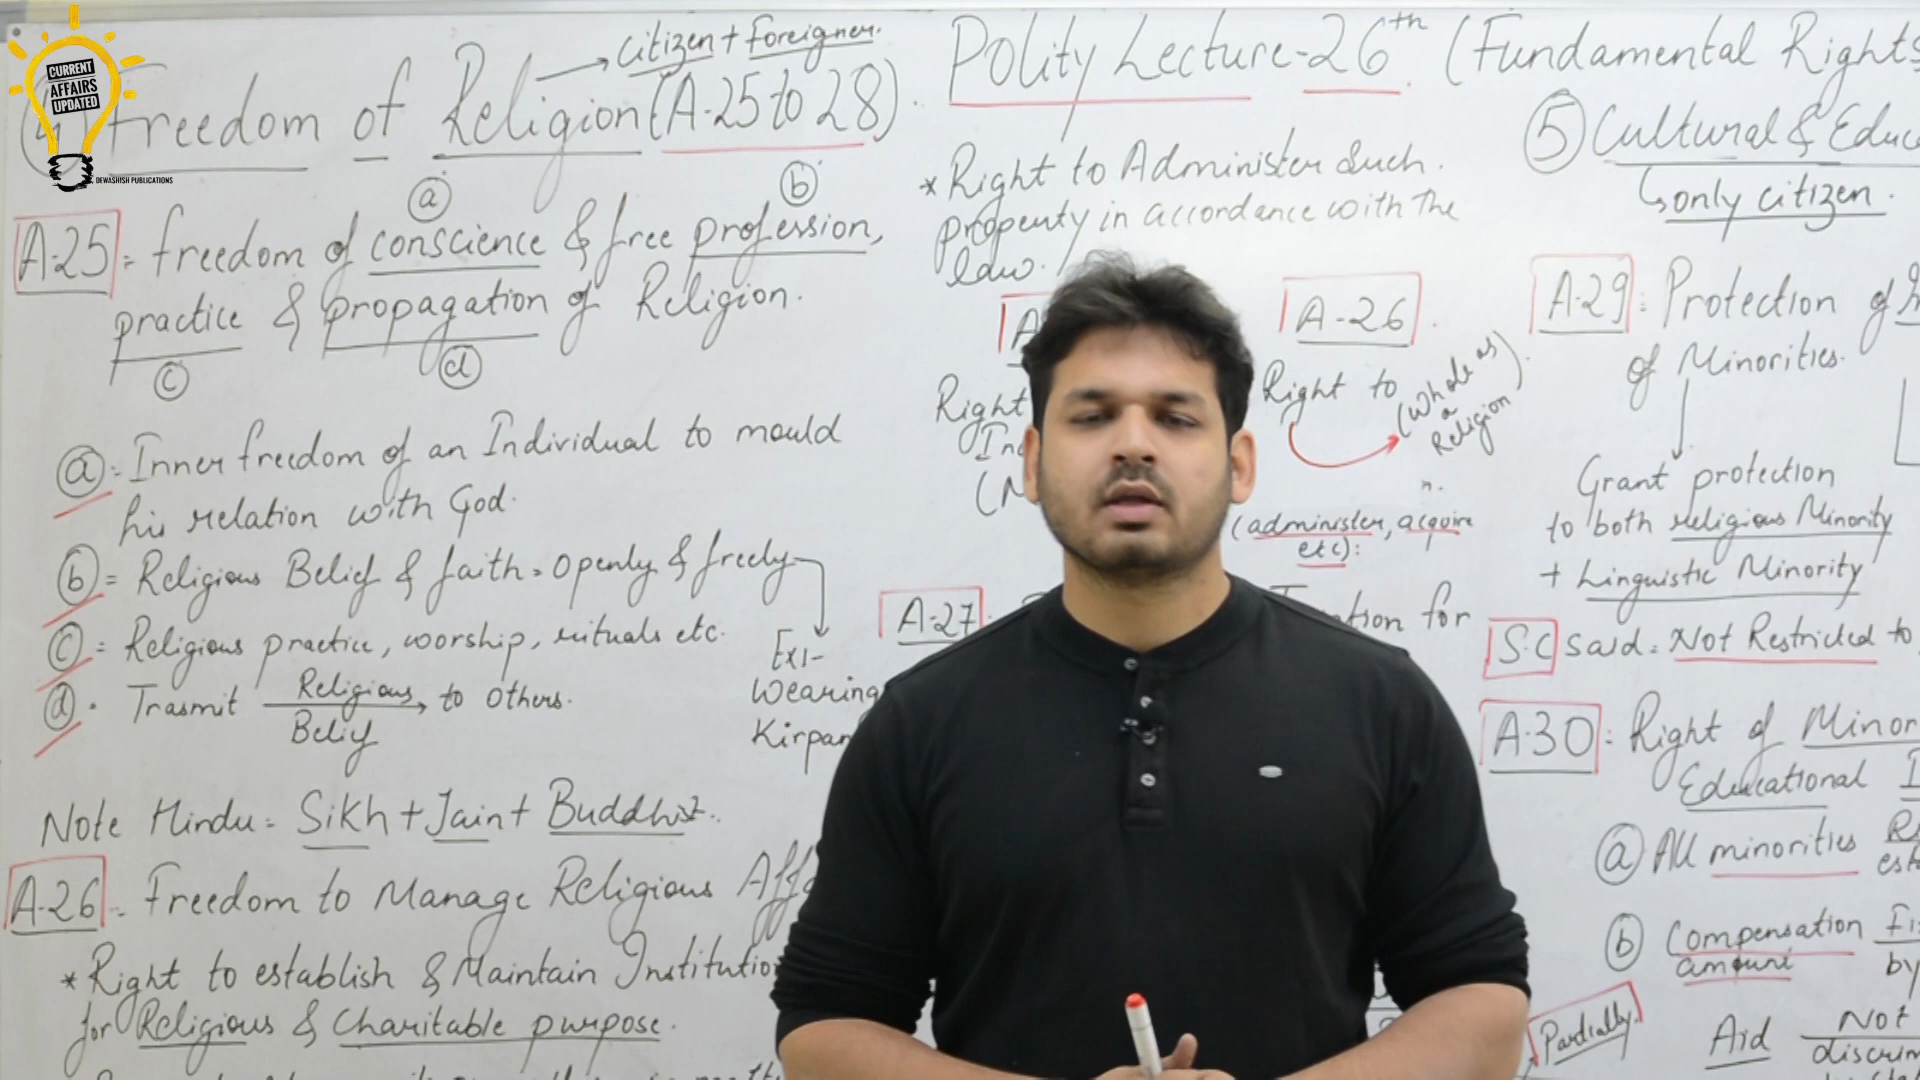 CURRENT
AFFAIRS
UPDATED
DEWASHISH PUBLICATIONS
4) Freedom of Religion (A.25 to 28).
Citizen + Foreigner.
(a) (b)
A.25 = freedom of conscience & free profession,
practice & propagation of Religion.
(c) (d)
(a) = Inner freedom of an Individual to mould
his relation with God.
(b) = Religious Belief & faith = openly & freely
(c) = Religious practice, worship, rituals etc.
(d) . Trasmit Religious Belief to others.
Ex:-
Wearing
Kirpan
Note Hindu = Sikh + Jain + Buddhist.
A.26 = Freedom to Manage Religious
* Right to establish & Maintain
for Religious & Charitable purpose.
Polity Lecture-26th (Fundamental Rights
* Right to Administer Such
property in accordance with the
law.
Right
A-26
Right to
(Whole as
a
Religion).
(administer, acquire
etc):
A-27
for
(5) Cultural &
only citizen.
A.29 : Protection of
of Minorities.
Grant protection
to both religious Minority
+ Linguistic Minority
S.C said = Not Restricted to
A.30 : Right of
Educational
(a) All minorities
(b) Compensation
amount by
Partially Aid Not